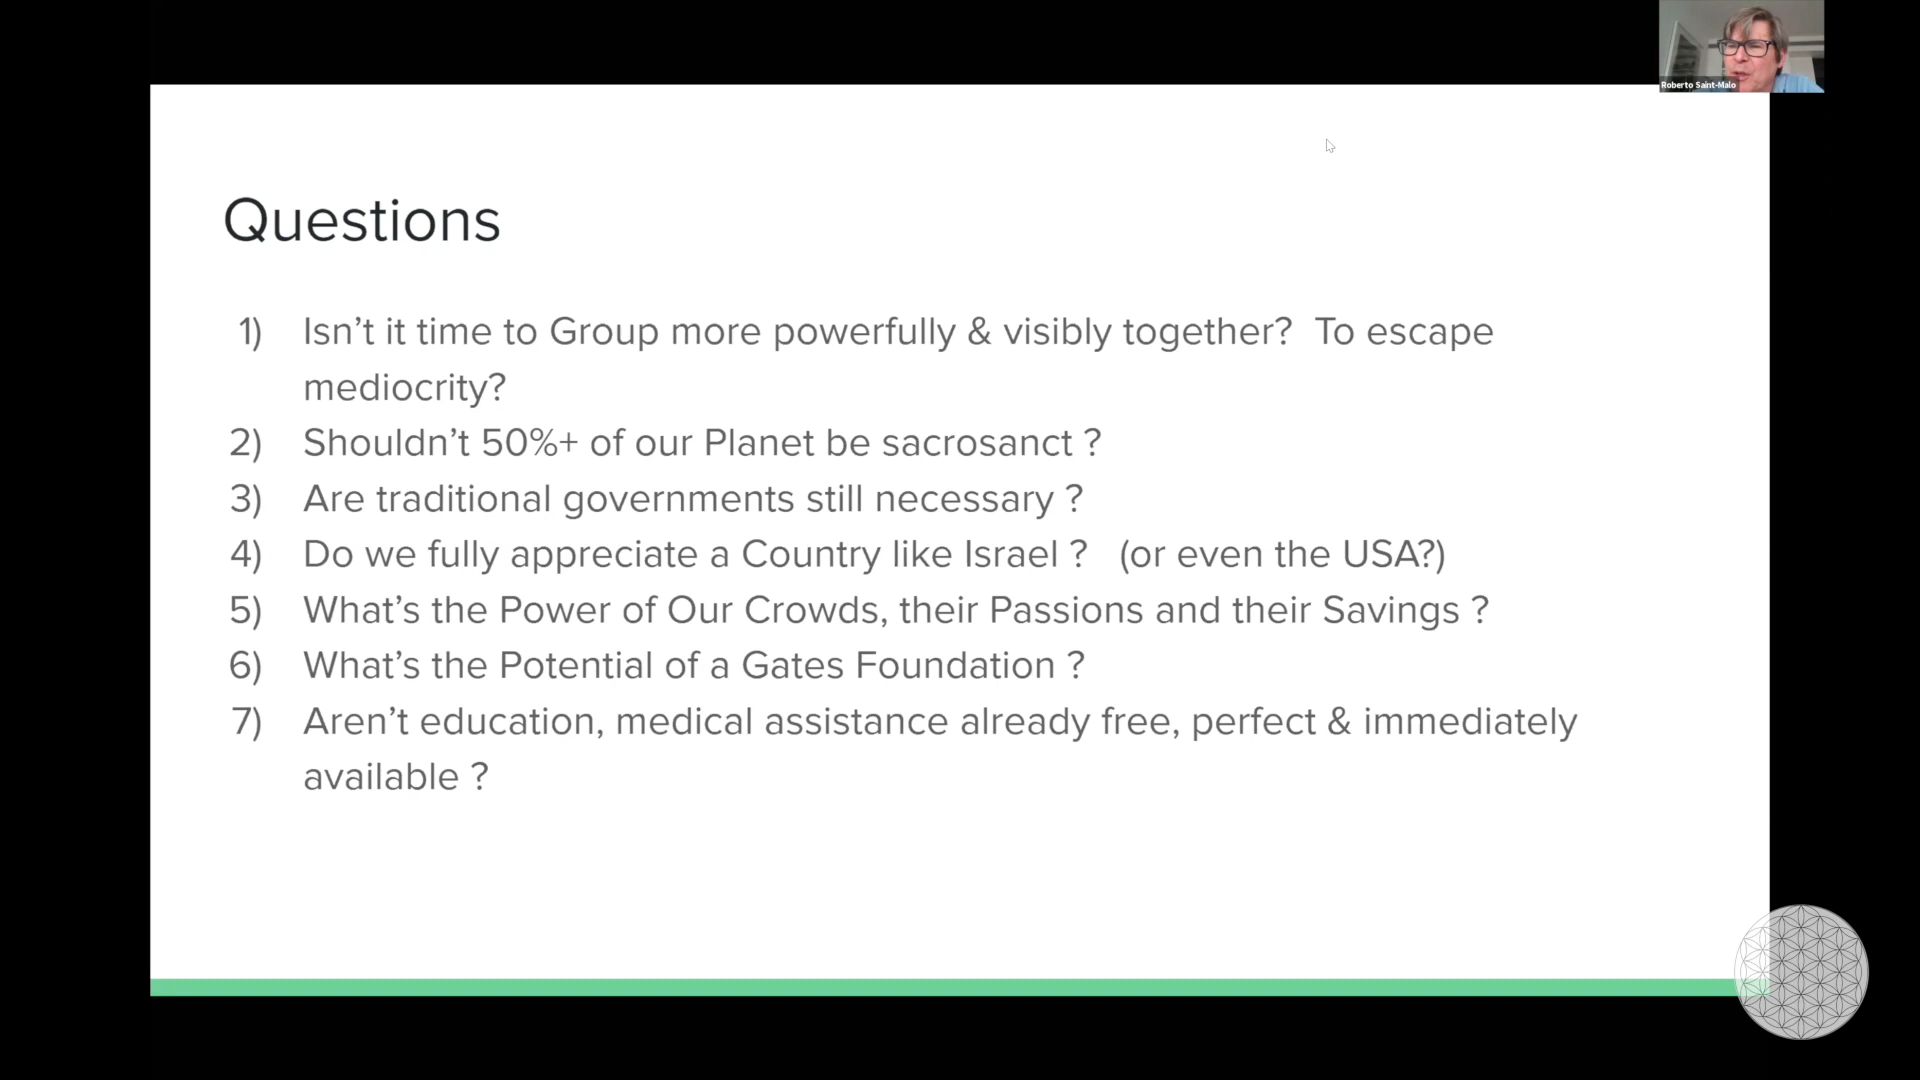 Roberto Saint-Malo
Questions
1) Isn't it time to Group more powerfully & visibly together?  To escape
mediocrity?
2) Shouldn't 50%+ of our Planet be sacrosanct ?
3) Are traditional governments still necessary ?
4) Do we fully appreciate a Country like Israel ?   (or even the USA?)
5) What's the Power of Our Crowds, their Passions and their Savings ?
6) What's the Potential of a Gates Foundation ?
7) Aren't education, medical assistance already free, perfect & immediately
available ?